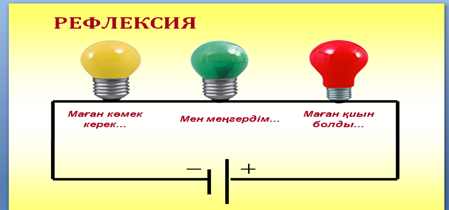 РЕФЛЕКСИЯ
Маған көмек
керек...
Мен меңгердім...
Маған қиын
болды...
− +